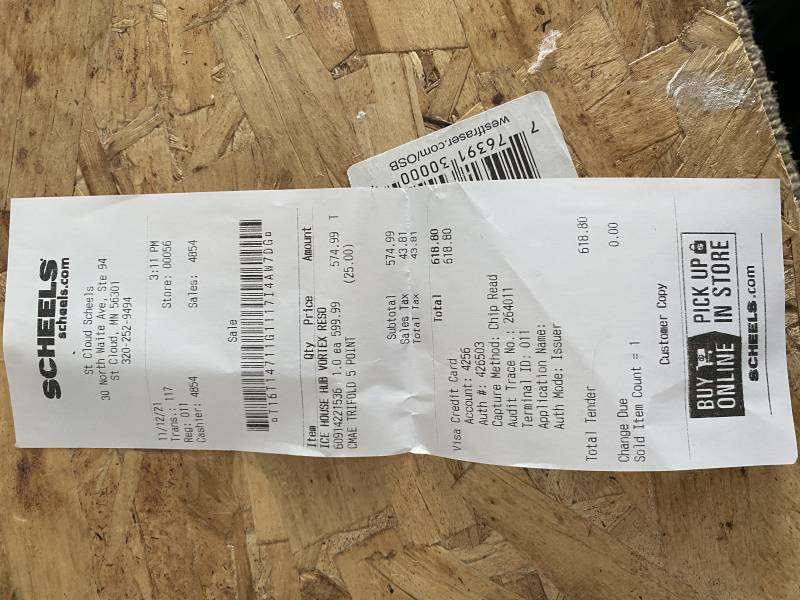 SCHEELS
scheels.com
St Cloud Scheels
30 North Waite Ave, Ste 94
St Cloud, MN 56301
320-252-9494
11/12/21 3:11 PM
Trans.: 117 Store: 00056
Reg: 011
Cashier: 4854 Sales: 4854
Sale
Item Qty Price Amount
ICE HOUSE HUB VORTEX RESO
60914221536 1.0 ea 599.99 574.99 T
CMAE TRIFOLD 5 POINT (25.00)
Subtotal 574.99
Sales Tax 43.81
Total Tax 43.81
Total 618.80
Visa Credit Card 618.80
Account: 4256
Auth #: 426503
Capture Method: Chip Read
Audit Trace No.: 264011
Terminal ID: 011
Application Name:
Auth Mode: Issuer
Total Tender 618.80
Change Due 0.00
Sold Item Count = 1
Customer Copy
BUY ONLINE PICK UP IN STORE
SCHEELS.com
westfraser.com/OSB
7 76391 30000